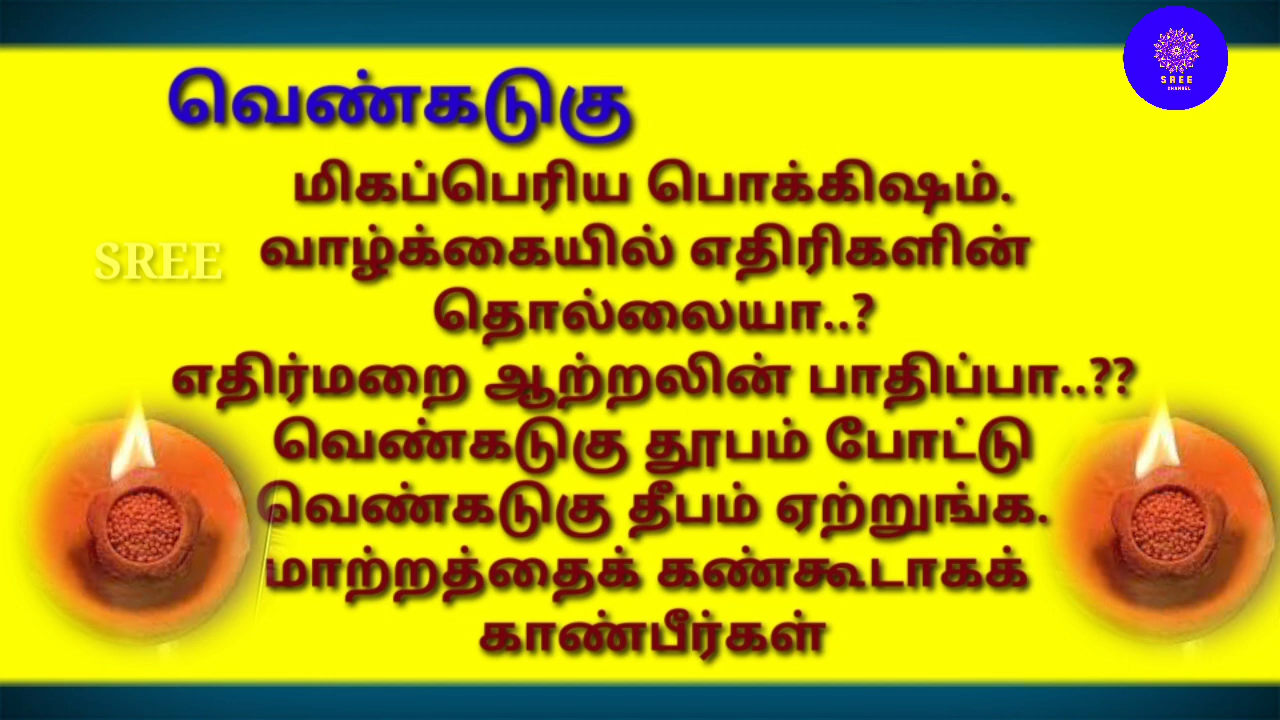 SREE
CHANNEL
வெண்கடுகு
மிகப்பெரிய பொக்கிஷம்.
வாழ்க்கையில் எதிரிகளின்
SREE
தொல்லையா..?
எதிர்மறை ஆற்றலின் பாதிப்பா..??
வெண்கடுகு தூபம் போட்டு
வெண்கடுகு தீபம் ஏற்றுங்க.
மாற்றத்தைக் கண்கூடாகக்
காண்பீர்கள்